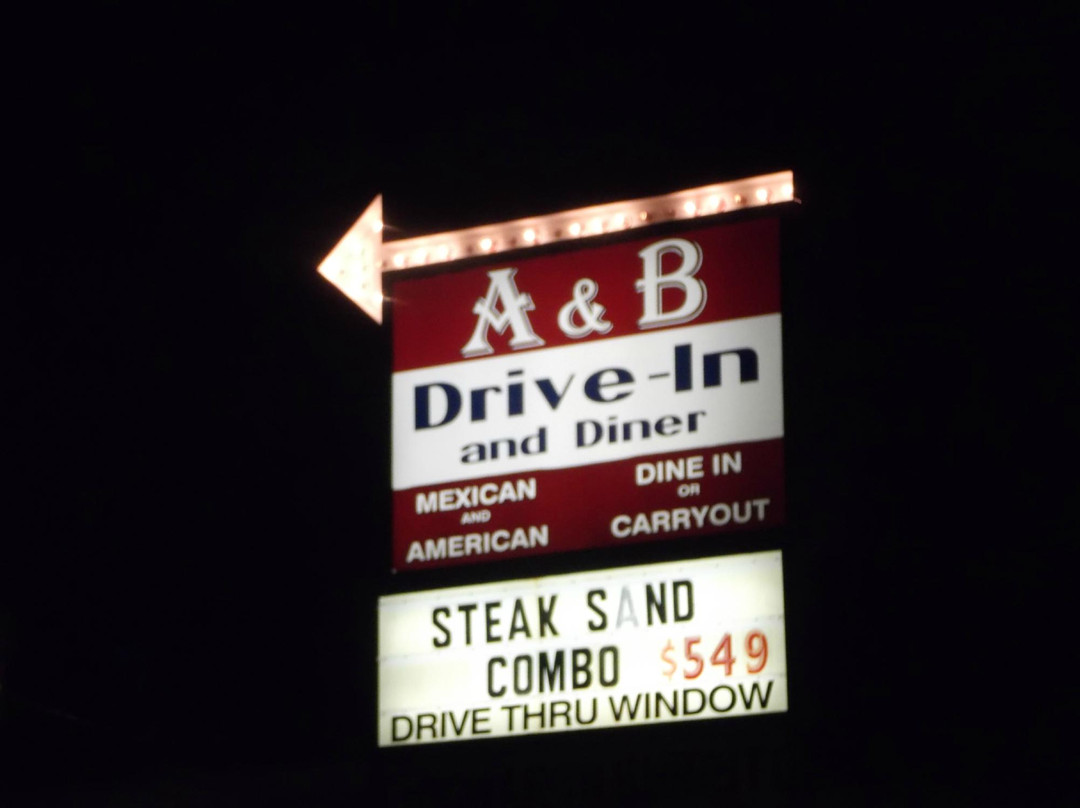 A & B
Drive-In
and Diner
MEXICAN
AND
AMERICAN
DINE IN
OR
CARRYOUT
STEAK SAND
COMBO $549
DRIVE THRU WINDOW